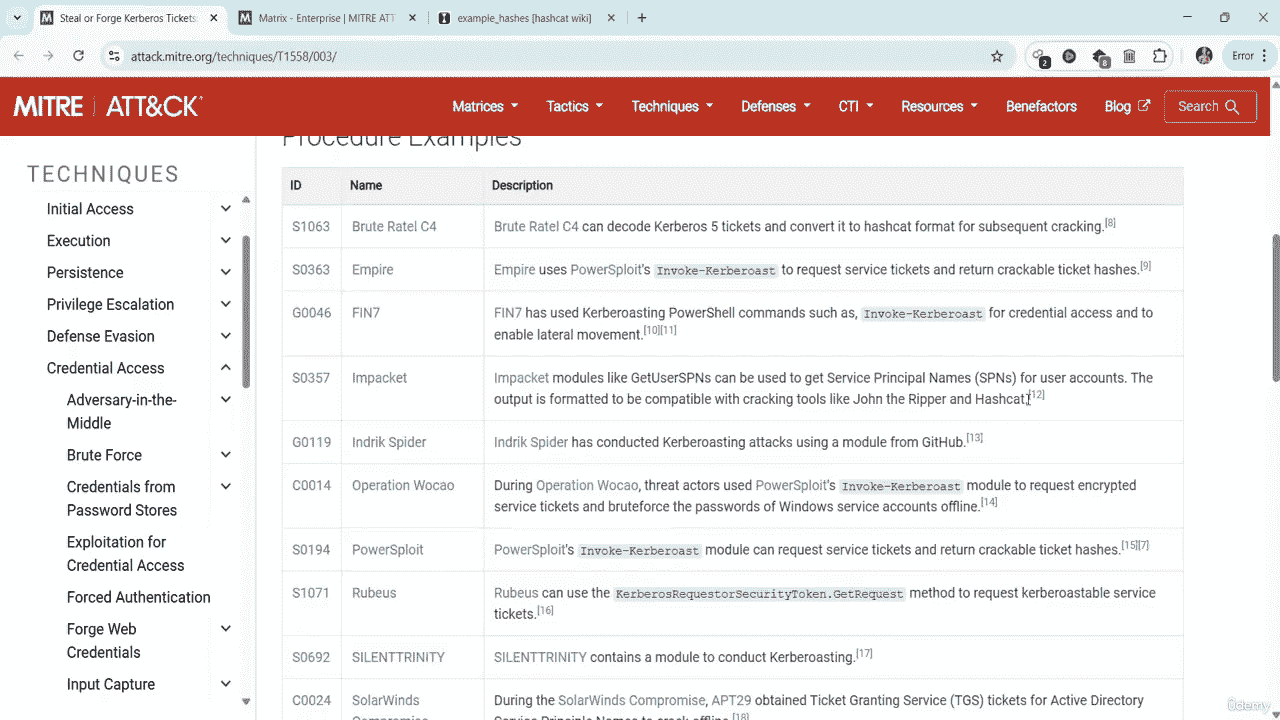 Steal or Forge Kerberos Tickets:
Matrix - Enterprise | MITRE ATT
example_hashes [hashcat wiki]
attack.mitre.org/techniques/T1558/003/
2
8
Error
MITRE | ATT&CK
Matrices
Tactics
Techniques
Defenses
CTI
Resources
Benefactors
Blog
Search
TECHNIQUES
Initial Access
Execution
Persistence
Privilege Escalation
Defense Evasion
Credential Access
Adversary-in-the-
Middle
Brute Force
Credentials from
Password Stores
Exploitation for
Credential Access
Forced Authentication
Forge Web
Credentials
Input Capture
Procedure Examples
ID Name Description
S1063 Brute Ratel C4 Brute Ratel C4 can decode Kerberos 5 tickets and convert it to hashcat format for subsequent cracking.[8]
S0363 Empire Empire uses PowerSploit's Invoke-Kerberoast to request service tickets and return crackable ticket hashes.[9]
G0046 FIN7 FIN7 has used Kerberoasting PowerShell commands such as, Invoke-Kerberoast for credential access and to
enable lateral movement.[10][11]
S0357 Impacket Impacket modules like GetUserSPNs can be used to get Service Principal Names (SPNs) for user accounts. The
output is formatted to be compatible with cracking tools like John the Ripper and Hashcat.[12]
G0119 Indrik Spider Indrik Spider has conducted Kerberoasting attacks using a module from GitHub.[13]
C0014 Operation Wocao During Operation Wocao, threat actors used PowerSploit's Invoke-Kerberoast module to request encrypted
service tickets and bruteforce the passwords of Windows service accounts offline.[14]
S0194 PowerSploit PowerSploit's Invoke-Kerberoast module can request service tickets and return crackable ticket hashes.[15][7]
S1071 Rubeus Rubeus can use the KerberosRequestorSecurityToken.GetRequest method to request kerberoastable service
tickets.[16]
S0692 SILENTTRINITY SILENTTRINITY contains a module to conduct Kerberoasting.[17]
C0024 SolarWinds During the SolarWinds Compromise, APT29 obtained Ticket Granting Service (TGS) tickets for Active Directory
Compromise Service Principle Names to crack offline.[18]
Udemy